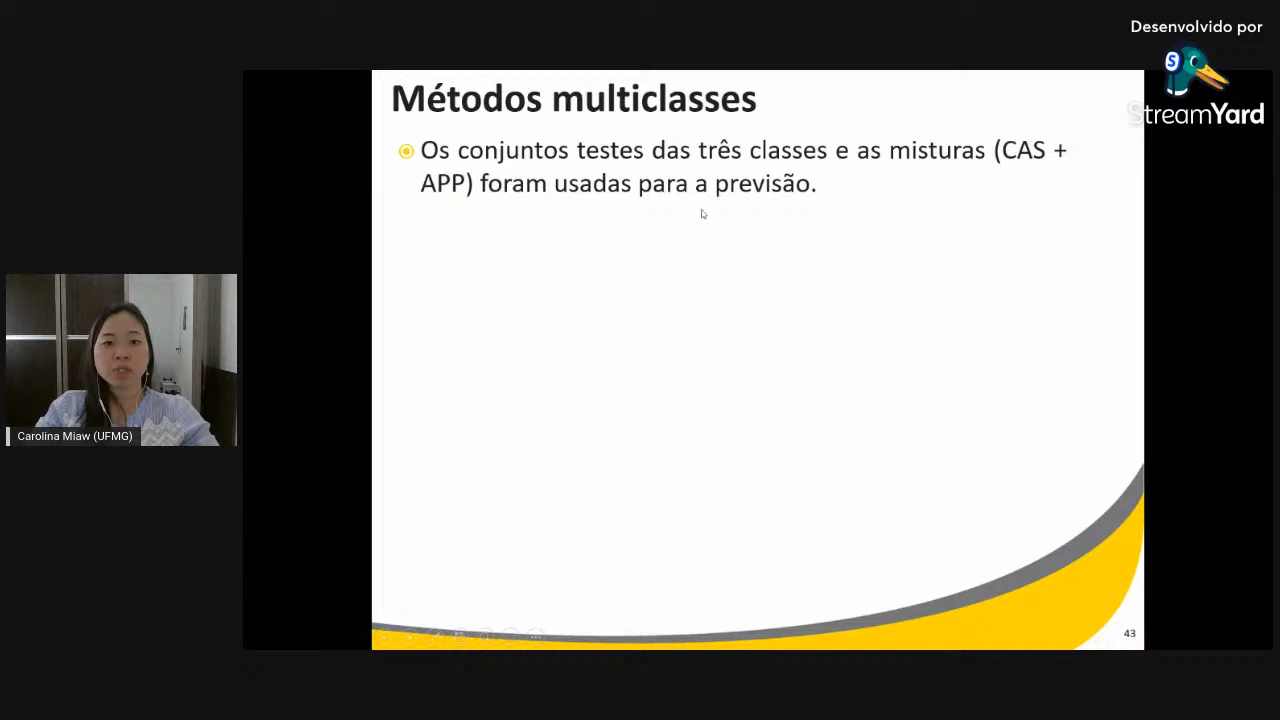 Desenvolvido por
S
StreamYard
Métodos multiclasses
Os conjuntos testes das três classes e as misturas (CAS +
APP) foram usadas para a previsão.
Carolina Miaw (UFMG)
43